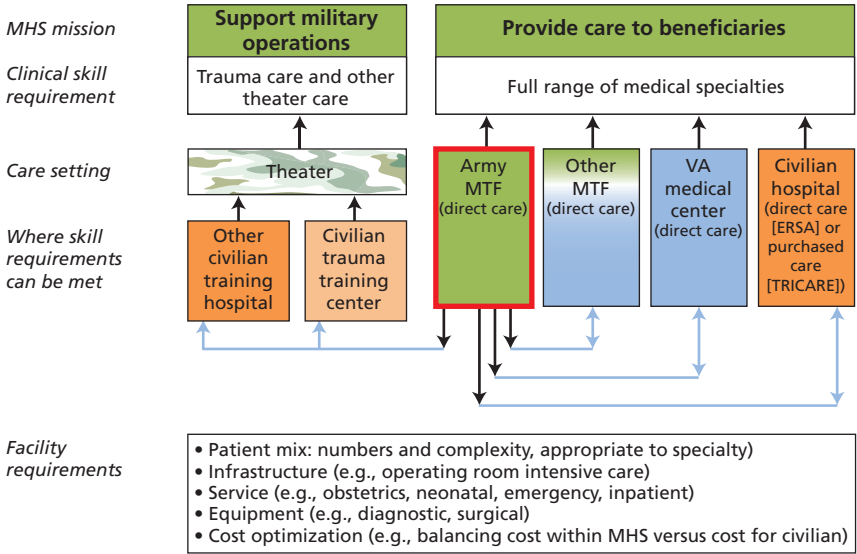 MHS mission
Support military
operations
Provide care to beneficiaries
Clinical skill
requirement
Trauma care and other
theater care
Full range of medical specialties
Care setting
Theater
Army
MTF
(direct care)
Other
MTF
(direct care)
VA
medical
center
(direct care)
Civilian
hospital
(direct care
[ERSA] or
purchased
care
[TRICARE])
Where skill
requirements
can be met
Other
civilian
training
hospital
Civilian
trauma
training
center
Facility
requirements
• Patient mix: numbers and complexity, appropriate to specialty)
• Infrastructure (e.g., operating room intensive care)
• Service (e.g., obstetrics, neonatal, emergency, inpatient)
• Equipment (e.g., diagnostic, surgical)
• Cost optimization (e.g., balancing cost within MHS versus cost for civilian)